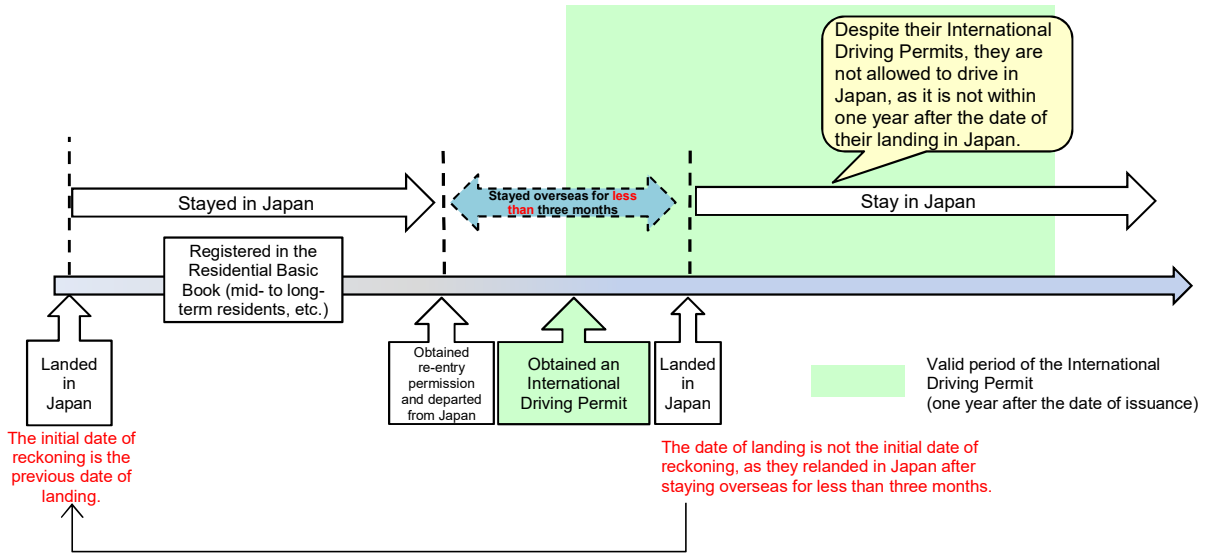 Despite their International
Driving Permits, they are
not allowed to drive in
Japan, as it is not within
one year after the date of
their landing in Japan.
Stayed in Japan
Stayed overseas for less
than three months
Stay in Japan
Registered in the
Residential Basic
Book (mid- to long-
term residents, etc.)
Landed
in
Japan
Obtained
re-entry
permission
and departed
from Japan
Obtained an
International
Driving Permit
Landed
in
Japan
Valid period of the International
Driving Permit
(one year after the date of issuance)
The initial date of
reckoning is the
previous date of
landing.
The date of landing is not the initial date of
reckoning, as they relanded in Japan after
staying overseas for less than three months.